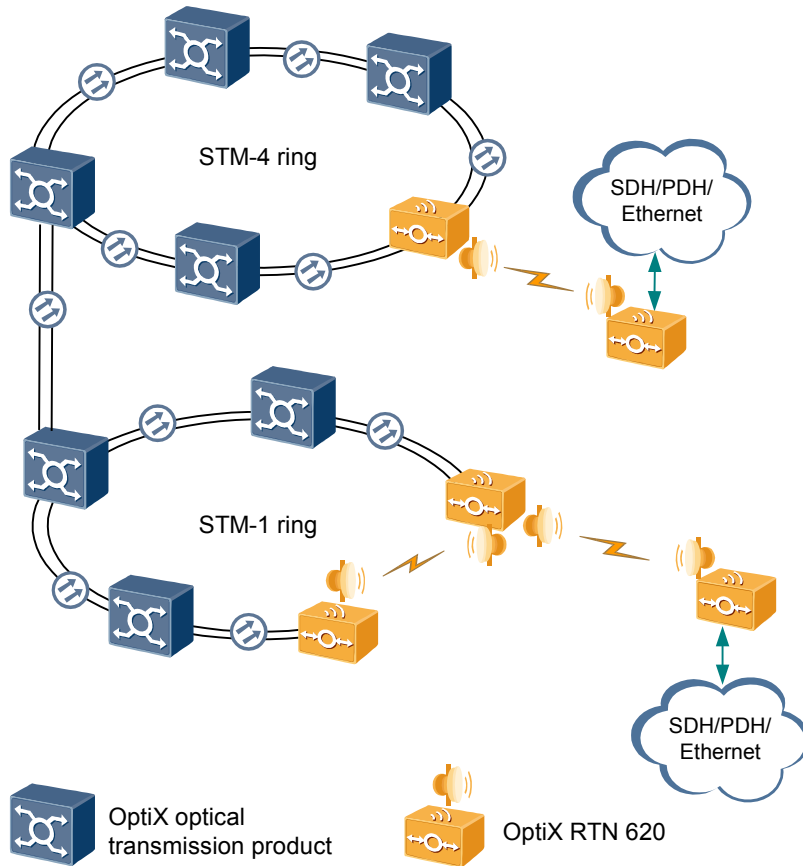 STM-4 ring
SDH/PDH/
Ethernet
STM-1 ring
SDH/PDH/
Ethernet
OptiX optical
transmission product
OptiX RTN 620